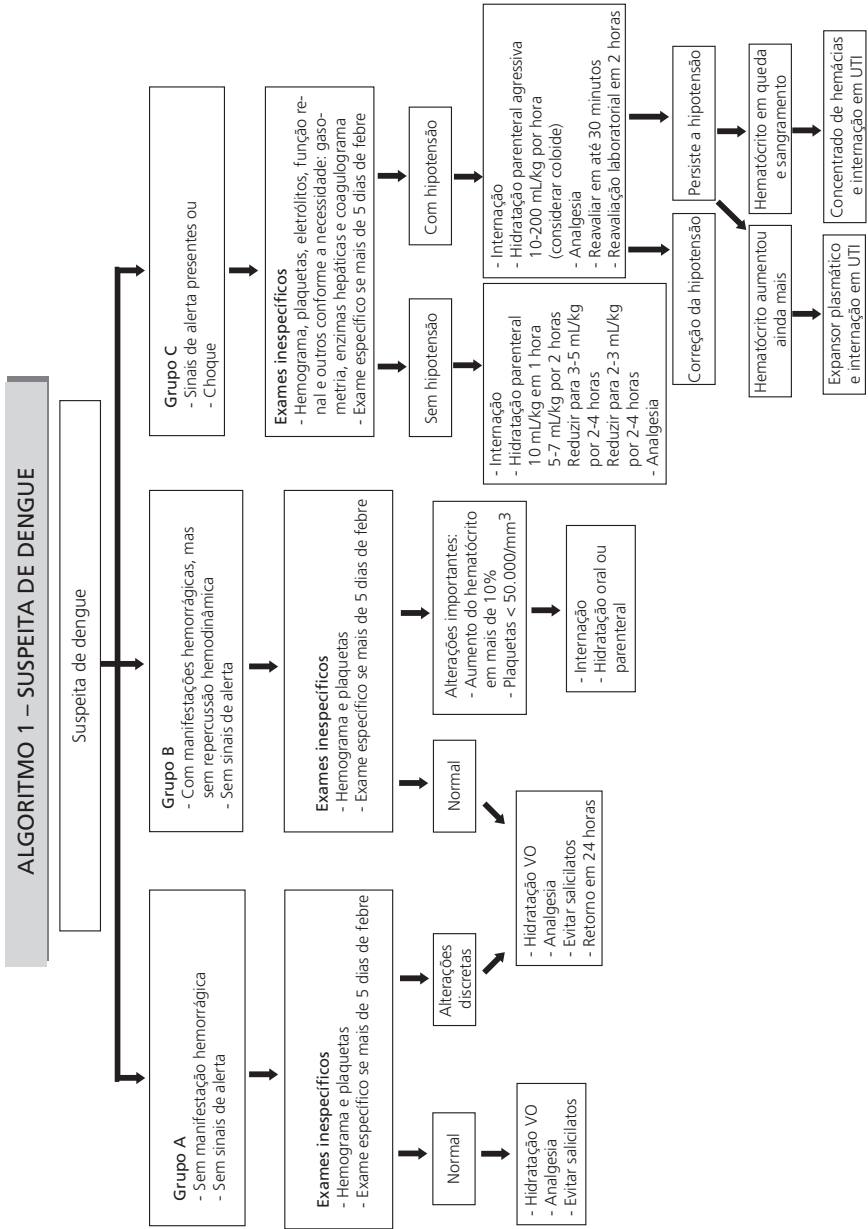 ALGORITMO 1 – SUSPEITA DE DENGUE
Suspeita de dengue
Grupo A
- Sem manifestação hemorrágica
- Sem sinais de alerta
Exames inespecíficos
- Hemograma e plaquetas
- Exame específico se mais de 5 dias de febre
Normal
- Hidratação VO
- Analgesia
- Evitar salicilatos
Alterações
discretas
Grupo B
- Com manifestações hemorrágicas, mas
sem repercussão hemodinâmica
- Sem sinais de alerta
Exames inespecíficos
- Hemograma e plaquetas
- Exame específico se mais de 5 dias de febre
Normal
- Hidratação VO
- Analgesia
- Evitar salicilatos
- Retorno em 24 horas
Alterações importantes:
- Aumento do hematócrito
em mais de 10%
- Plaquetas < 50.000/mm³
- Internação
- Hidratação oral ou
parenteral
Grupo C
- Sinais de alerta presentes ou
- Choque
Exames inespecíficos
- Hemograma, plaquetas, eletrólitos, função re-
nal e outros conforme a necessidade: gaso-
metria, enzimas hepáticas e coagulograma
- Exame específico se mais de 5 dias de febre
Sem hipotensão
- Internação
- Hidratação parenteral
10 mL/kg em 1 hora
5-7 mL/kg por 2 horas
Reduzir para 3-5 mL/kg
por 2-4 horas
Reduzir para 2-3 mL/kg
por 2-4 horas
- Analgesia
Com hipotensão
- Internação
- Hidratação parenteral agressiva
10-200 mL/kg por hora
(considerar coloide)
- Analgesia
- Reavaliar em até 30 minutos
- Reavaliação laboratorial em 2 horas
Correção da hipotensão
Persiste a hipotensão
Hematócrito aumentou
ainda mais
Expansor plasmático
e internação em UTI
Hematócrito em queda
e sangramento
Concentrado de hemácias
e internação em UTI